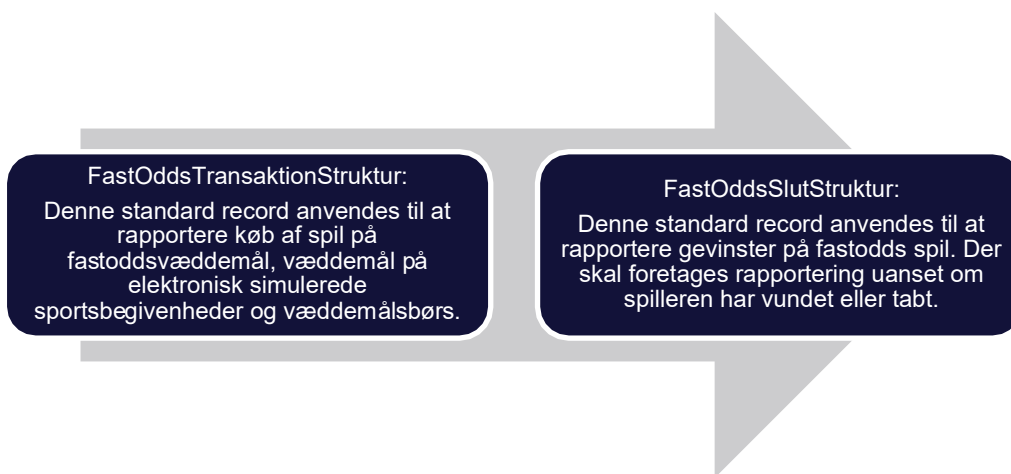 FastOddsTransaktionStruktur:
Denne standard record anvendes til at
rapportere køb af spil på
fastoddsvæddemål, væddemål på
elektronisk simulerede
sportsbegivenheder og væddemålsbørs.
FastOddsSlutStruktur:
Denne standard record anvendes til at
rapportere gevinster på fastodds spil. Der
skal foretages rapportering uanset om
spilleren har vundet eller tabt.